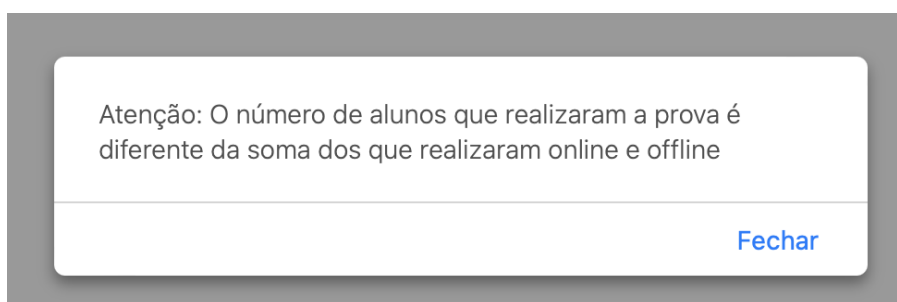 Atenção: O número de alunos que realizaram a prova é
diferente da soma dos que realizaram online e offline
Fechar